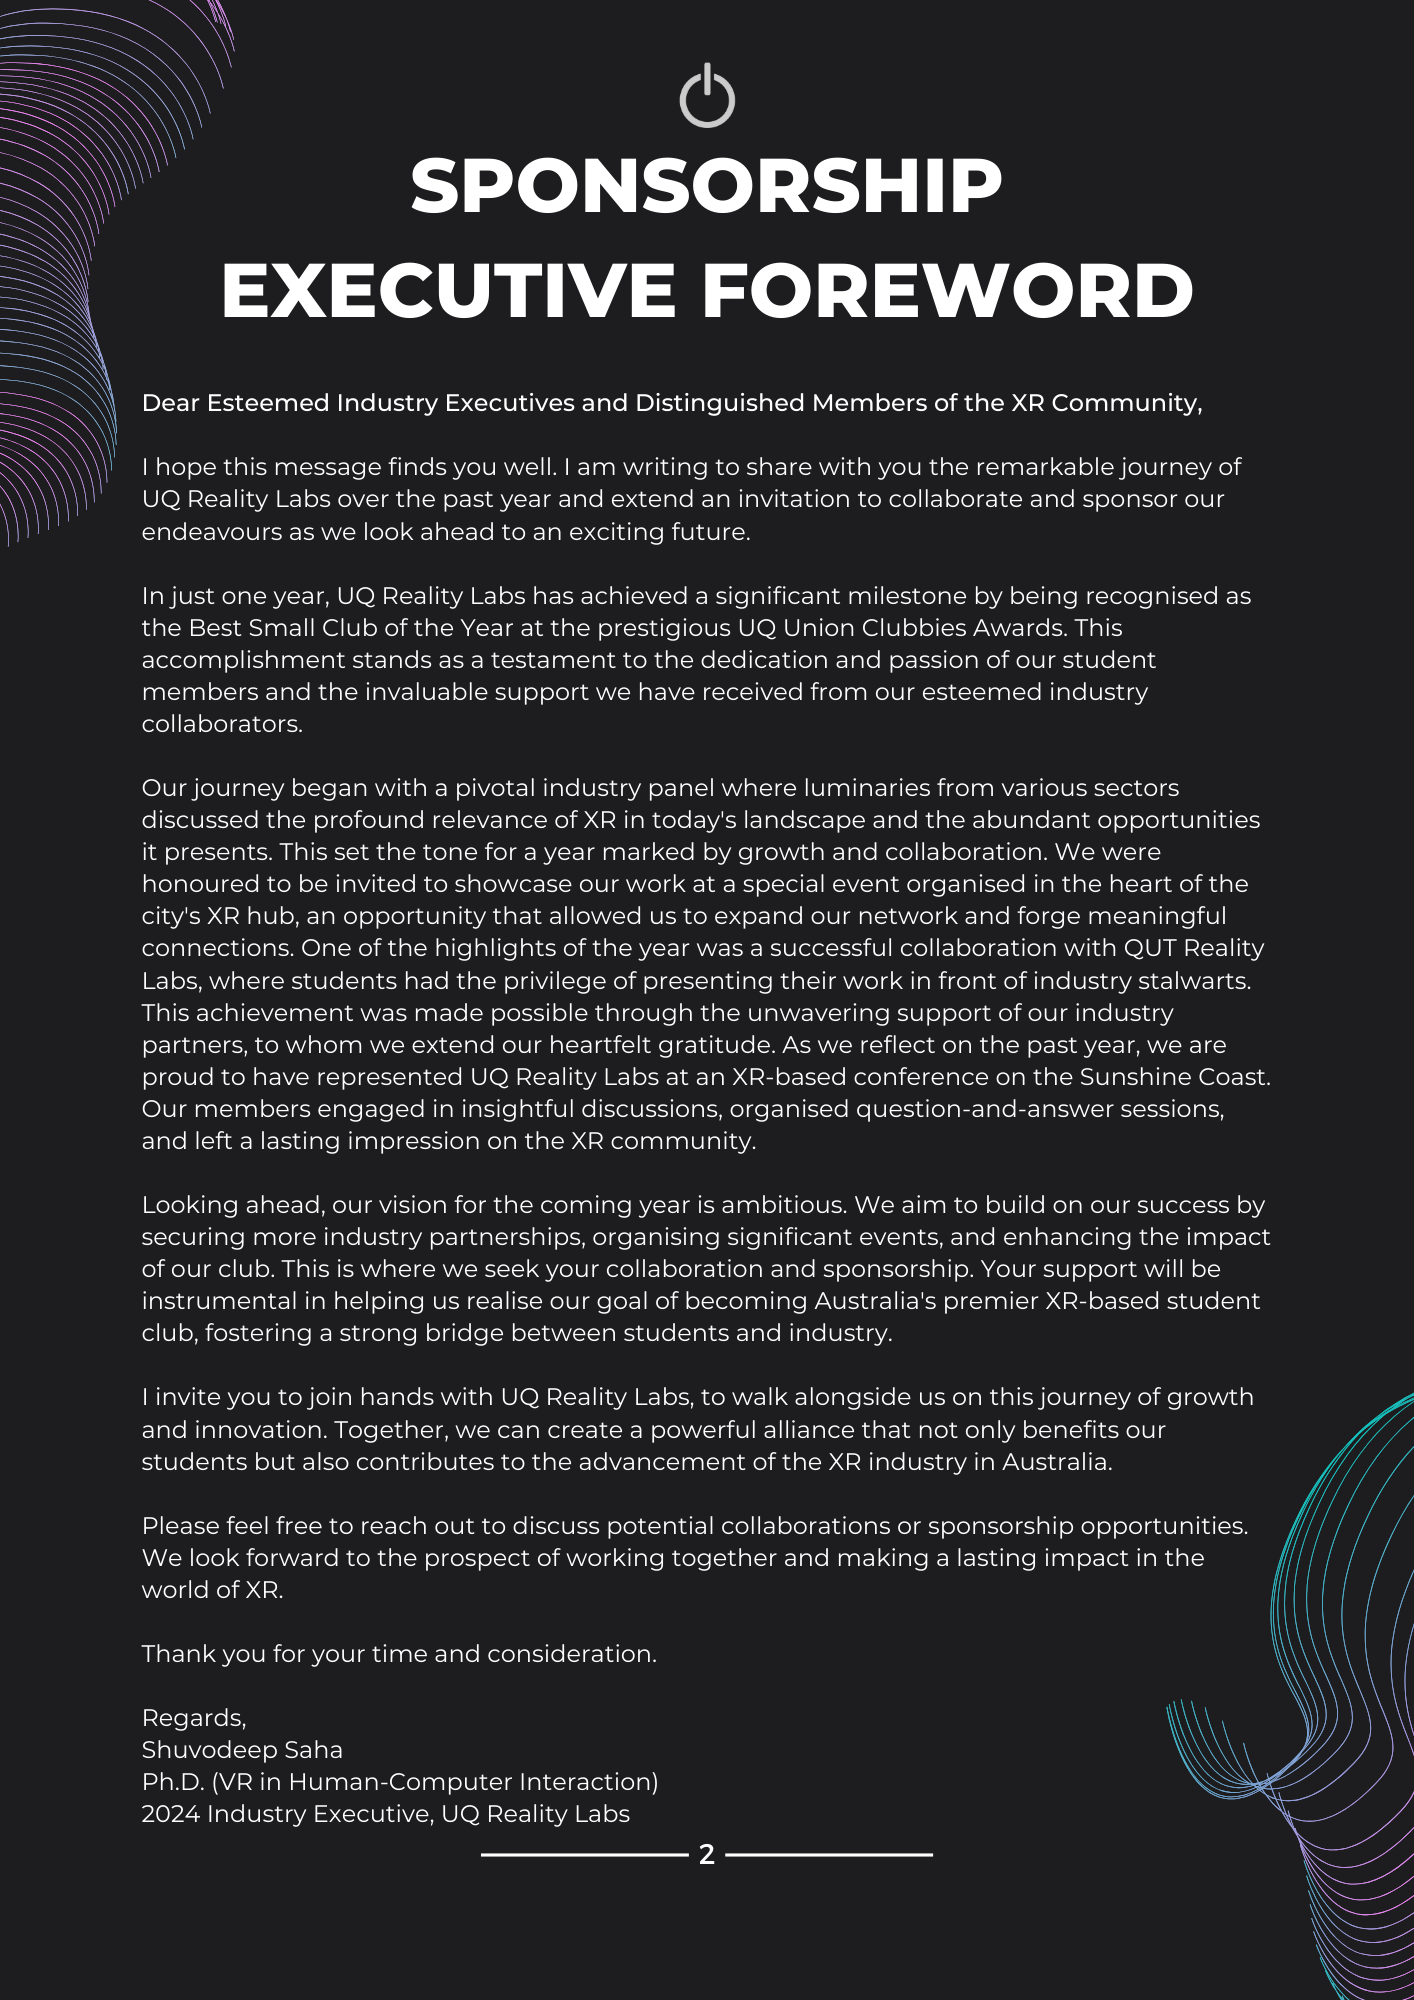 SPONSORSHIP
EXECUTIVE FOREWORD
Dear Esteemed Industry Executives and Distinguished Members of the XR Community,
I hope this message finds you well. I am writing to share with you the remarkable journey of
UQ Reality Labs over the past year and extend an invitation to collaborate and sponsor our
endeavours as we look ahead to an exciting future.
In just one year, UQ Reality Labs has achieved a significant milestone by being recognised as
the Best Small Club of the Year at the prestigious UQ Union Clubbies Awards. This
accomplishment stands as a testament to the dedication and passion of our student
members and the invaluable support we have received from our esteemed industry
collaborators.
Our journey began with a pivotal industry panel where luminaries from various sectors
discussed the profound relevance of XR in today's landscape and the abundant opportunities
it presents. This set the tone for a year marked by growth and collaboration. We were
honoured to be invited to showcase our work at a special event organised in the heart of the
city's XR hub, an opportunity that allowed us to expand our network and forge meaningful
connections. One of the highlights of the year was a successful collaboration with QUT Reality
Labs, where students had the privilege of presenting their work in front of industry stalwarts.
This achievement was made possible through the unwavering support of our industry
partners, to whom we extend our heartfelt gratitude. As we reflect on the past year, we are
proud to have represented UQ Reality Labs at an XR-based conference on the Sunshine Coast.
Our members engaged in insightful discussions, organised question-and-answer sessions,
and left a lasting impression on the XR community.
Looking ahead, our vision for the coming year is ambitious. We aim to build on our success by
securing more industry partnerships, organising significant events, and enhancing the impact
of our club. This is where we seek your collaboration and sponsorship. Your support will be
instrumental in helping us realise our goal of becoming Australia's premier XR-based student
club, fostering a strong bridge between students and industry.
I invite you to join hands with UQ Reality Labs, to walk alongside us on this journey of growth
and innovation. Together, we can create a powerful alliance that not only benefits our
students but also contributes to the advancement of the XR industry in Australia.
Please feel free to reach out to discuss potential collaborations or sponsorship opportunities.
We look forward to the prospect of working together and making a lasting impact in the
world of XR.
Thank you for your time and consideration.
Regards,
Shuvodeep Saha
Ph.D. (VR in Human-Computer Interaction)
2024 Industry Executive, UQ Reality Labs
2